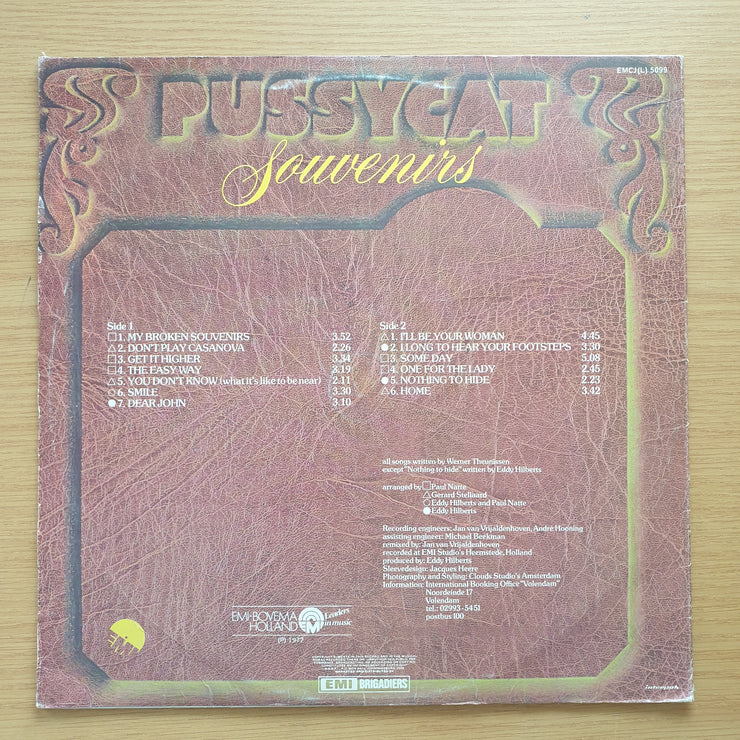 EMCJ(L) 5099
PUSSYCAT
Souvenirs
Side 1
□1. MY BROKEN SOUVENIRS 3.52
△2. DON'T PLAY CASANOVA 2.26
□3. GET IT HIGHER 3.34
□4. THE EASY WAY 3.19
△5. YOU DON'T KNOW (what it's like to be near) 2.11
○6. SMILE 3.30
●7. DEAR JOHN 3.10
Side 2
△1. I'LL BE YOUR WOMAN 4.45
●2. I LONG TO HEAR YOUR FOOTSTEPS 3.30
□3. SOME DAY 5.08
□4. ONE FOR THE LADY 2.45
●5. NOTHING TO HIDE 2.23
△6. HOME 3.42
all songs written by Werner Theunissen
except "Nothing to hide" written by Eddy Hilberts
arranged by □Paul Natte
△Gerard Stellaard
○Eddy Hilberts and Paul Natte
●Eddy Hilberts
Recording engineers: Jan van Vrijaldenhoven, André Hooning
assisting engineer: Michael Beekman
remixed by: Jan van Vrijaldenhoven
recorded at EMI Studio's Heemstede, Holland
produced by: Eddy Hilberts
Sleevedesign: Jacques Heere
Photography and Styling: Clouds Studio's Amsterdam
Information: International Booking Office "Volendam"
Noordeinde 17
Volendam
tel.: 02993-5451
postbus 100
EMI-BOVEMA HOLLAND
EMI
Leaders in music
(P) 1977
EMI
EMI BRIGADIERS
interpak